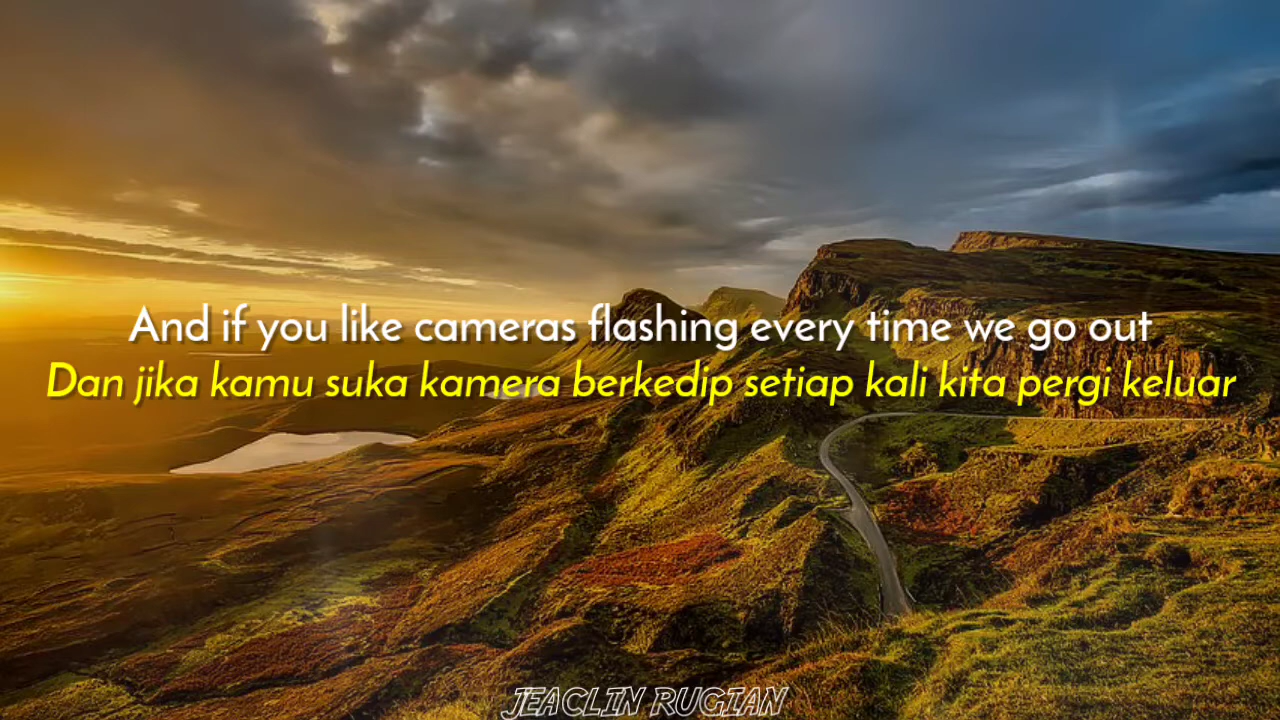 And if you like cameras flashing every time we go out
Dan jika kamu suka kamera berkedip setiap kali kita pergi keluar
JEACLIN RUGIAN